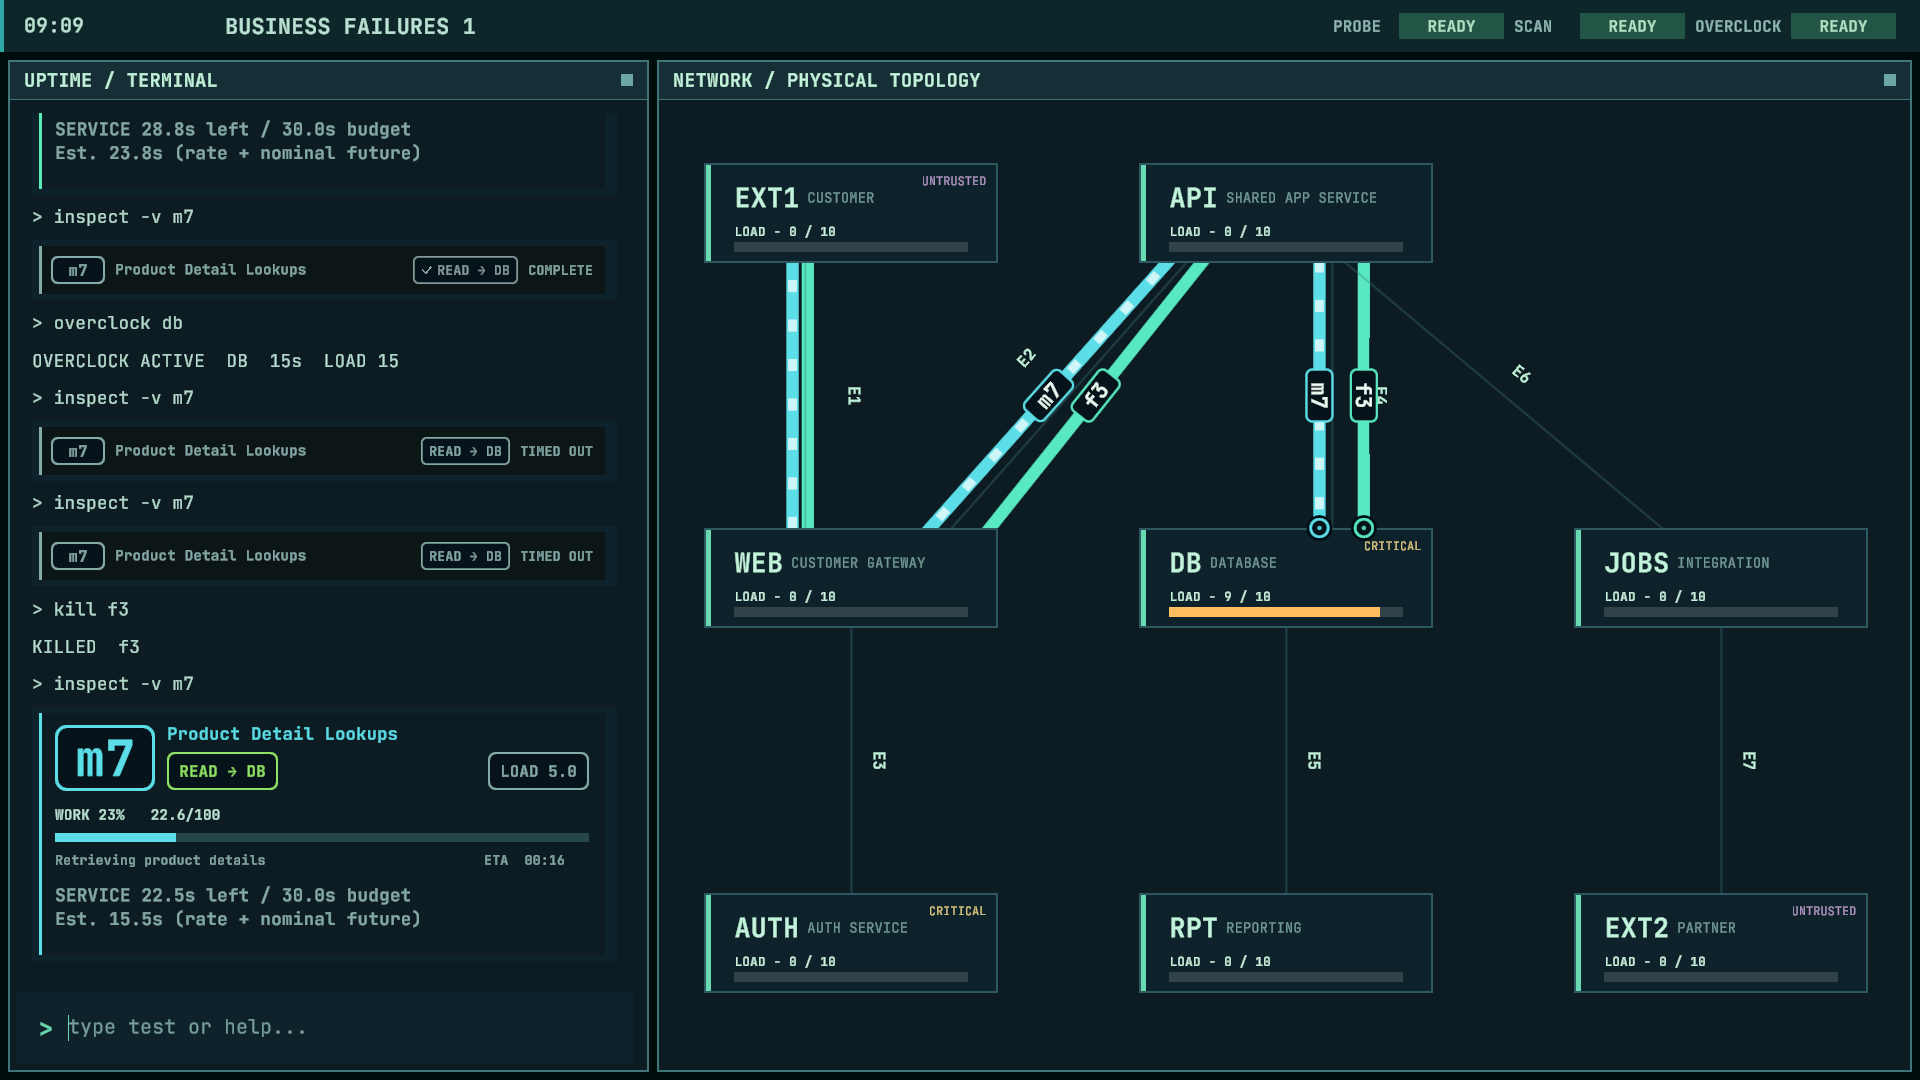 09:09
BUSINESS FAILURES 1
PROBE READY SCAN READY OVERCLOCK READY
UPTIME / TERMINAL
SERVICE 28.8s left / 30.0s budget
Est. 23.8s (rate + nominal future)
> inspect -v m7
m7 Product Detail Lookups ✓ READ → DB COMPLETE
> overclock db
OVERCLOCK ACTIVE DB 15s LOAD 15
> inspect -v m7
m7 Product Detail Lookups READ → DB TIMED OUT
> inspect -v m7
m7 Product Detail Lookups READ → DB TIMED OUT
> kill f3
KILLED f3
> inspect -v m7
m7 Product Detail Lookups
READ → DB LOAD 5.0
WORK 23% 22.6/100
Retrieving product details ETA 00:16
SERVICE 22.5s left / 30.0s budget
Est. 15.5s (rate + nominal future)
> type test or help...
NETWORK / PHYSICAL TOPOLOGY
EXT1 CUSTOMER UNTRUSTED
LOAD - 0 / 10
API SHARED APP SERVICE
LOAD - 0 / 10
E1
E2
m7
f3
m7
f3
E4
E6
WEB CUSTOMER GATEWAY
LOAD - 0 / 10
DB DATABASE CRITICAL
LOAD - 9 / 10
JOBS INTEGRATION
LOAD - 0 / 10
E3
E5
E7
AUTH AUTH SERVICE CRITICAL
LOAD - 0 / 10
RPT REPORTING
LOAD - 0 / 10
EXT2 PARTNER UNTRUSTED
LOAD - 0 / 10